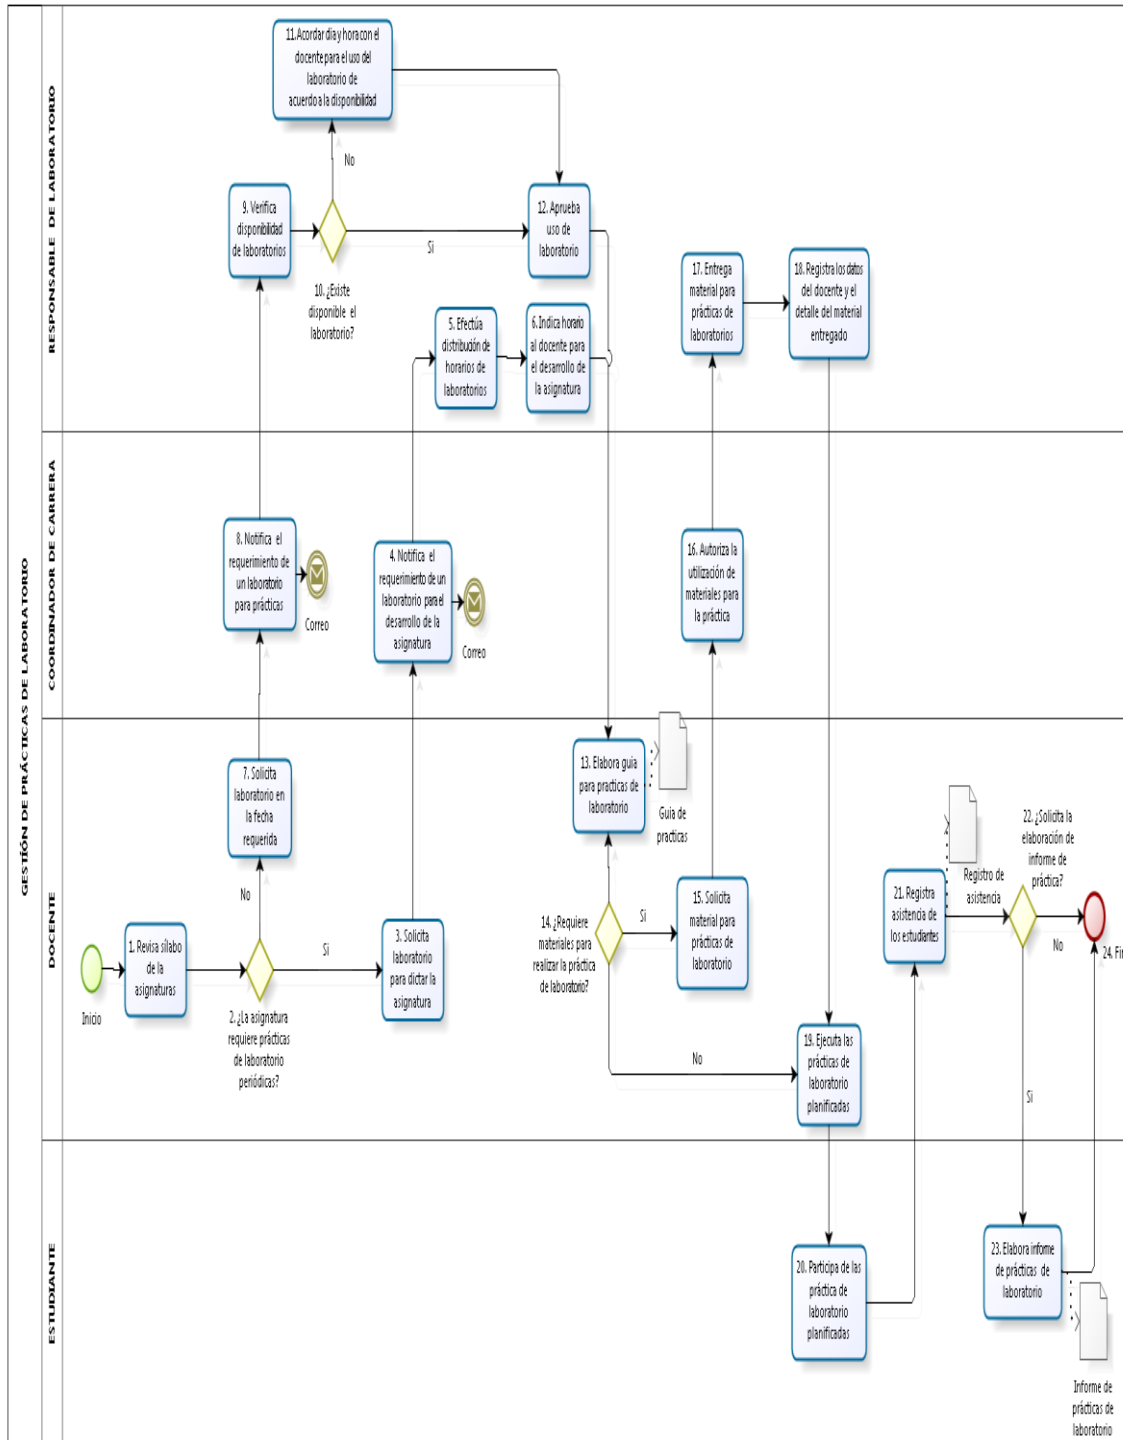 GESTIÓN DE PRÁCTICAS DE LABORATORIO
RESPONSABLE DE LABORATORIO
11. Acordar día y hora con el
docente para el uso del
laboratorio de
acuerdo a la disponibilidad
No
9. Verifica
disponibilidad
de laboratorios
10. ¿Existe
disponible el
laboratorio?
Si
12. Aprueba
uso de
laboratorio
5. Efectúa
distribución de
horarios de
laboratorios
6. Indica horario
al docente para
el desarrollo de
la asignatura
17. Entrega
material para
prácticas de
laboratorios
18. Registra los datos
del docente y el
detalle del material
entregado
COORDINADOR DE CARRERA
8. Notifica el
requerimiento de
un laboratorio
para prácticas
Correo
4. Notifica el
requerimiento de un
laboratorio para el
desarrollo de la
asignatura
Correo
16. Autoriza la
utilización de
materiales para
la práctica
DOCENTE
Inicio
1. Revisa sílabo
de la
asignaturas
2. ¿La asignatura
requiere prácticas
de laboratorio
periódicas?
No
7. Solicita
laboratorio en
la fecha
requerida
Si
3. Solicita
laboratorio
para dictar la
asignatura
13. Elabora guia
para practicas de
laboratorio
Guia de
practicas
14. ¿Requiere
materiales para
realizar la práctica
de laboratorio?
Si
15. Solicita
material para
prácticas de
laboratorio
No
19. Ejecuta las
prácticas de
laboratorio
planificadas
21. Registra
asistencia de
los estudiantes
Registro de
asistencia
22. ¿Solicita la
elaboración de
informe de
práctica?
No
24. Fin
Si
ESTUDIANTE
20. Participa de las
práctica de
laboratorio
planificadas
23. Elabora informe
de prácticas de
laboratorio
Informe de
prácticas de
laboratorio